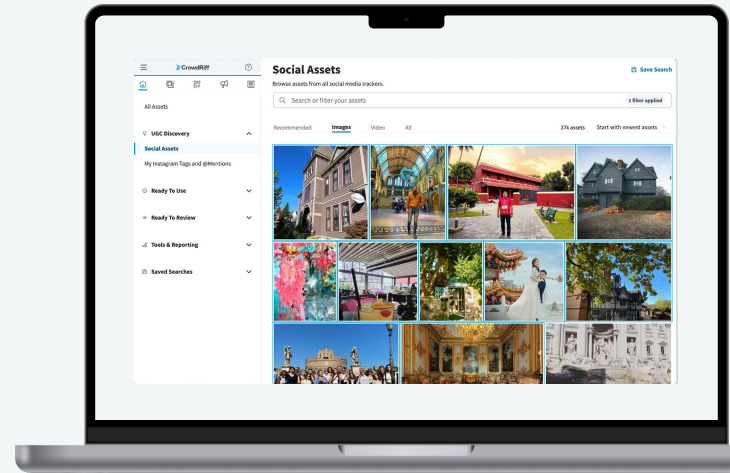 CrowdRiff
All Assets
UGC Discovery
Social Assets
My Instagram Tags and @Mentions
Ready To Use
Ready To Review
Tools & Reporting
Saved Searches
Social Assets
Save Search
Browse assets from all social media trackers.
Search or filter your assets
1 filter applied
Recommended
Images
Video
All
27k assets
Start with newest assets